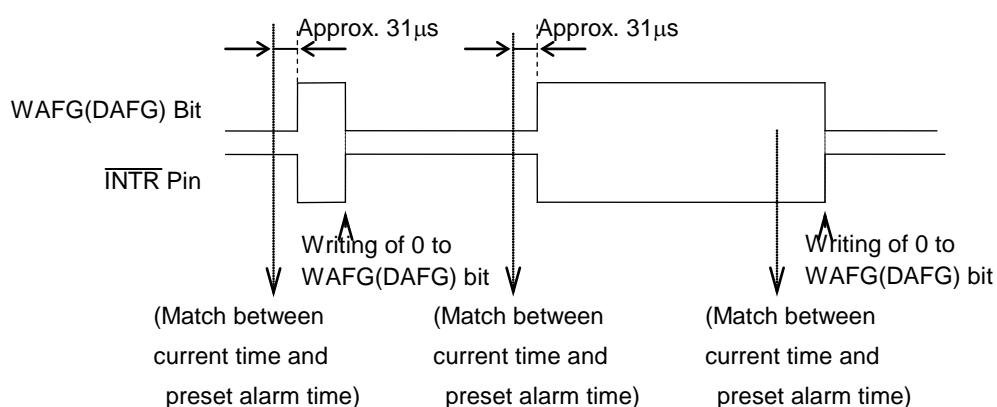 Approx. 31μs
Approx. 31μs
WAFG(DAFG) Bit
INTR Pin
Writing of 0 to
WAFG(DAFG) bit
Writing of 0 to
WAFG(DAFG) bit
(Match between
current time and
preset alarm time)
(Match between
current time and
preset alarm time)
(Match between
current time and
preset alarm time)